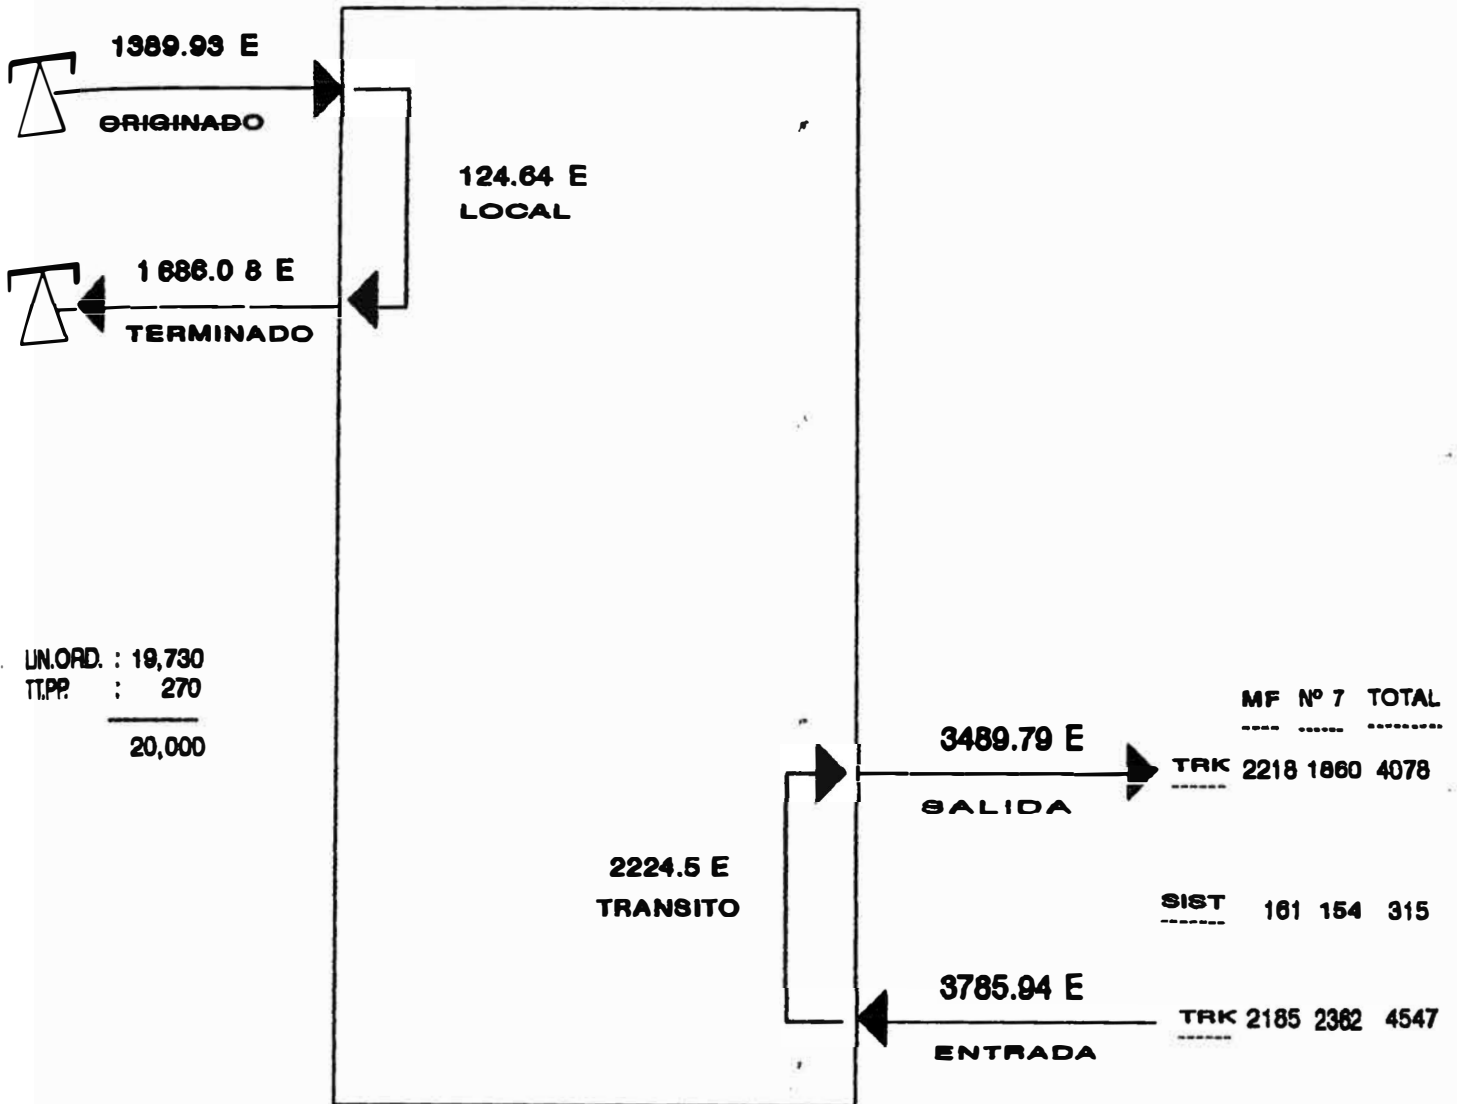 1389.93 E
ORIGINADO
124.64 E
LOCAL
1686.08 E
TERMINADO
LIN.ORD. : 19,730
TT.PP. : 270
20,000
MF Nº 7 TOTAL
3489.79 E
TRK 2218 1860 4078
SALIDA
2224.5 E
TRANSITO
SIST 161 154 315
3785.94 E
TRK 2185 2362 4547
ENTRADA